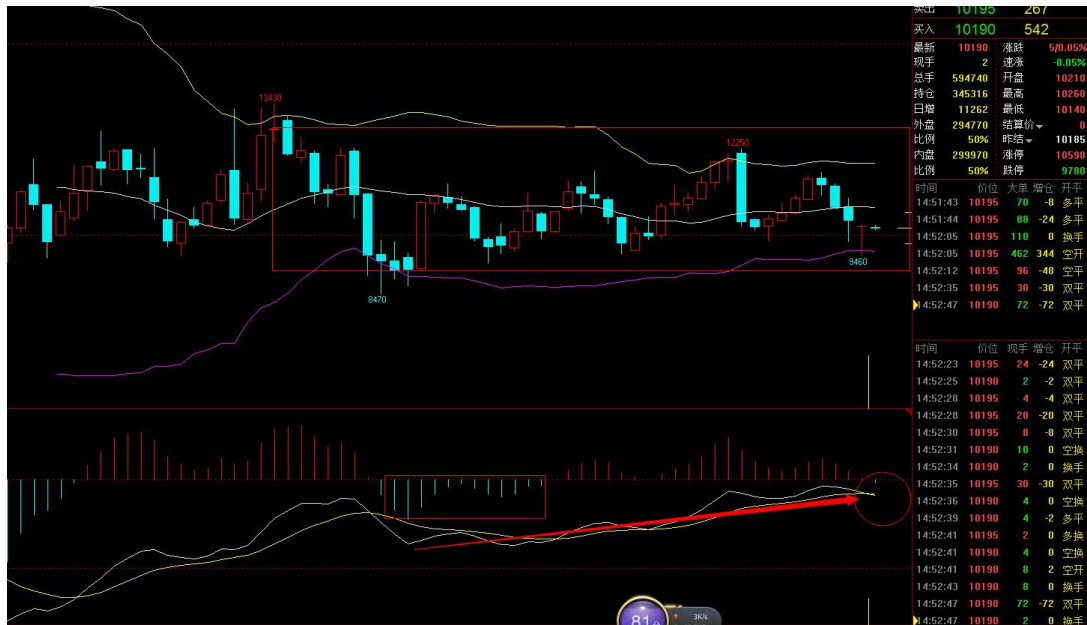 卖出 10195 267
买入 10190 542
最新 10190 涨跌 5/0.05%
现手 2 速涨 -0.05%
总手 594740 开盘 10210
持仓 345316 最高 10260
日增 11262 最低 10140
外盘 294770 结算价 0
比例 50% 昨结 10185
内盘 299970 涨停 10590
比例 50% 跌停 9780
时间 价位 大单 增仓 开平
14:51:43 10195 70 -8 多平
14:51:44 10195 88 -24 多平
14:52:05 10195 110 0 换手
14:52:05 10195 462 344 空开
14:52:12 10195 96 -48 空平
14:52:35 10195 30 -30 双平
14:52:47 10190 72 -72 双平
时间 价位 现手 增仓 开平
14:52:23 10195 24 -24 双平
14:52:25 10190 2 -2 双平
14:52:28 10195 4 -4 双平
14:52:28 10195 20 -20 双平
14:52:30 10195 8 -8 双平
14:52:31 10190 10 0 空换
14:52:34 10190 2 0 换手
14:52:35 10195 30 -30 双平
14:52:36 10190 4 0 空换
14:52:39 10190 4 -2 多平
14:52:41 10195 2 0 多换
14:52:41 10190 4 0 空换
14:52:41 10190 8 2 空开
14:52:43 10190 8 0 换手
14:52:47 10190 72 -72 双平
14:52:47 10190 2 0 换手
13430
12250
8470
9460
81
3K/s